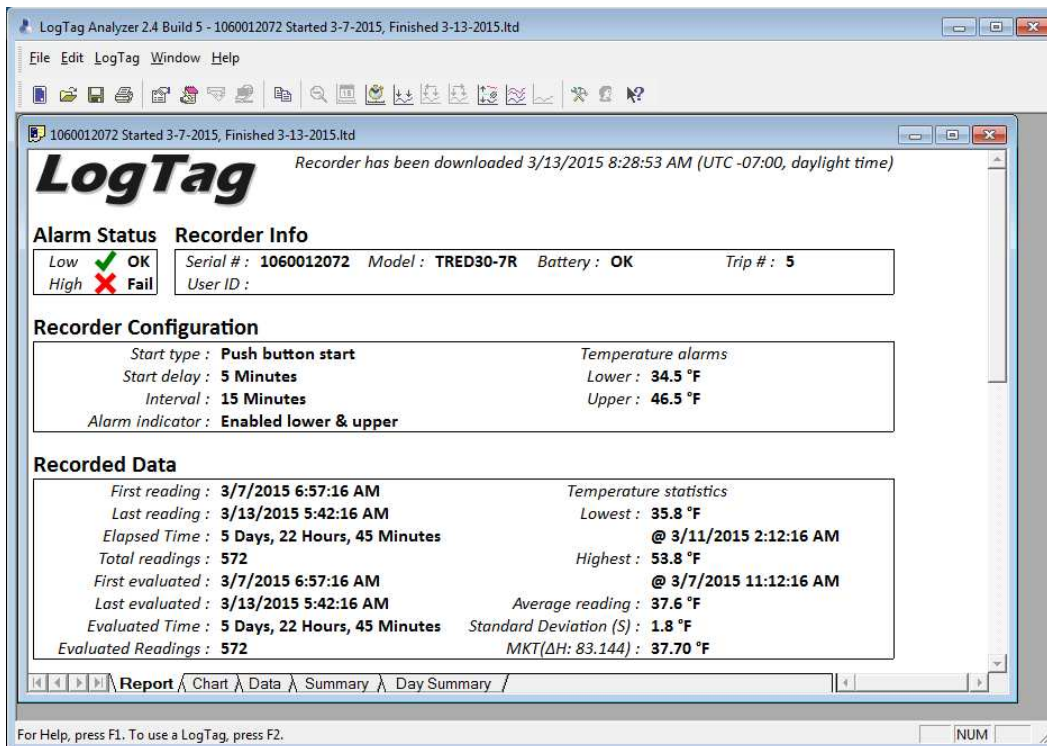 LogTag Analyzer 2.4 Build 5 - 1060012072 Started 3-7-2015, Finished 3-13-2015.ltd
File Edit LogTag Window Help
1060012072 Started 3-7-2015, Finished 3-13-2015.ltd
LogTag
Recorder has been downloaded 3/13/2015 8:28:53 AM (UTC -07:00, daylight time)
Alarm Status Recorder Info
Low OK Serial # : 1060012072 Model : TRED30-7R Battery : OK Trip # : 5
High Fail User ID :
Recorder Configuration
Start type : Push button start Temperature alarms
Start delay : 5 Minutes Lower : 34.5 °F
Interval : 15 Minutes Upper : 46.5 °F
Alarm indicator : Enabled lower & upper
Recorded Data
First reading : 3/7/2015 6:57:16 AM Temperature statistics
Last reading : 3/13/2015 5:42:16 AM Lowest : 35.8 °F
Elapsed Time : 5 Days, 22 Hours, 45 Minutes @ 3/11/2015 2:12:16 AM
Total readings : 572 Highest : 53.8 °F
First evaluated : 3/7/2015 6:57:16 AM @ 3/7/2015 11:12:16 AM
Last evaluated : 3/13/2015 5:42:16 AM Average reading : 37.6 °F
Evaluated Time : 5 Days, 22 Hours, 45 Minutes Standard Deviation (S) : 1.8 °F
Evaluated Readings : 572 MKT(ΔH: 83.144) : 37.70 °F
Report Chart Data Summary Day Summary
For Help, press F1. To use a LogTag, press F2. NUM